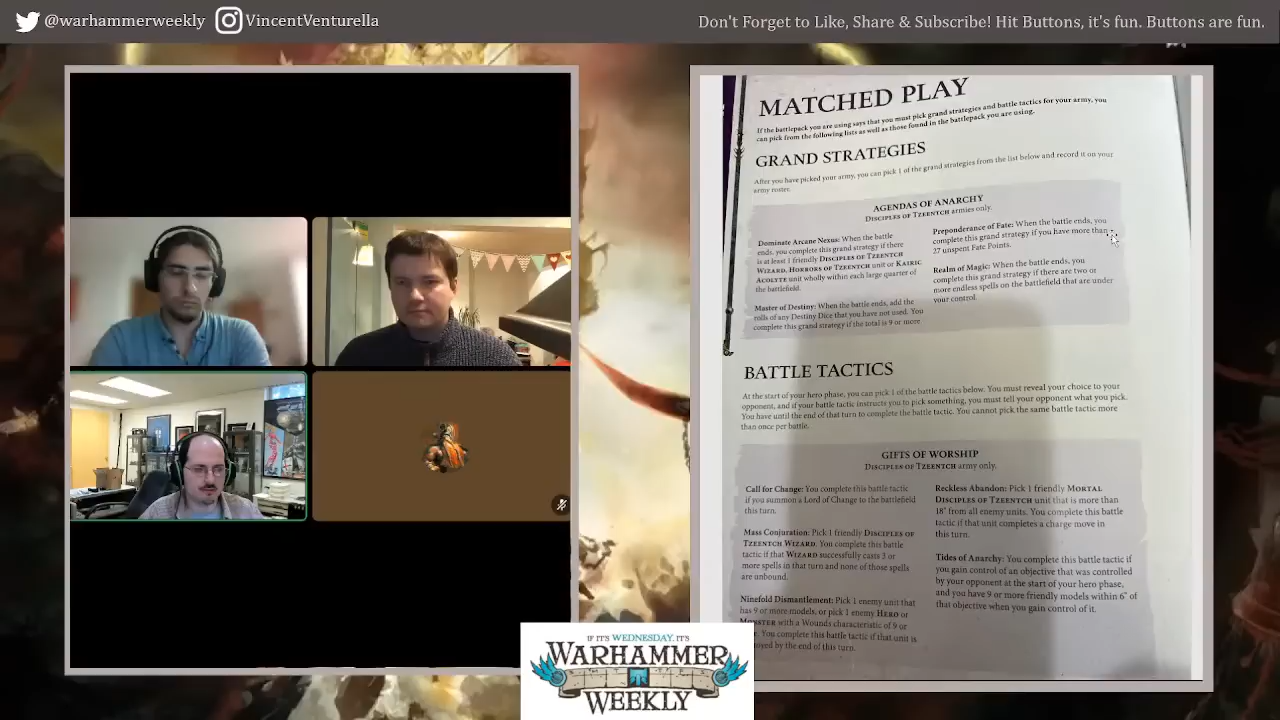 @warhammerweekly VincentVenturella
Don't Forget to Like, Share & Subscribe! Hit Buttons, it's fun. Buttons are fun.
MATCHED PLAY
If the battlepack you are using says that you must pick grand strategies and battle tactics for your army, you
can pick from the following lists as well as those found in the battlepack you are using.
GRAND STRATEGIES
After you have picked your army, you can pick 1 of the grand strategies from the list below and record it on your
army roster.
AGENDAS OF ANARCHY
DISCIPLES OF TZEENTCH armies only.
Dominate Arcane Nexus: When the battle
ends, you complete this grand strategy if there
is at least 1 friendly DISCIPLES OF TZEENTCH
WIZARD, HORRORS OF TZEENTCH unit or KAIRIC
ACOLYTE unit wholly within each large quarter of
the battlefield.
Master of Destiny: When the battle ends, add the
rolls of any Destiny Dice that you have not used. You
complete this grand strategy if the total is 9 or more
Preponderance of Fate: When the battle ends, you
complete this grand strategy if you have more than
27 unspent Fate Points.
Realm of Magic: When the battle ends, you
complete this grand strategy if there are two or
more endless spells on the battlefield that are under
your control.
BATTLE TACTICS
At the start of your hero phase, you can pick 1 of the battle tactics below. You must reveal your choice to your
opponent, and if your battle tactic instructs you to pick something, you must tell your opponent what you pick.
You have until the end of that turn to complete the battle tactic. You cannot pick the same battle tactic more
than once per battle.
GIFTS OF WORSHIP
DISCIPLES OF TZEENTCH army only.
Call for Change: You complete this battle tactic
if you summon a Lord of Change to the battlefield
this turn.
Mass Conjuration: Pick 1 friendly DISCIPLES OF
TZEENTCH WIZARD. You complete this battle
tactic if that WIZARD successfully casts 3 or
more spells in that turn and none of those spells
are unbound.
Ninefold Dismantlement: Pick 1 enemy unit that
has 9 or more models, or pick 1 enemy HERO or
MONSTER with a Wounds characteristic of 9 or
You complete this battle tactic if that unit is
by the end of this turn.
Reckless Abandon: Pick 1 friendly MORTAL
DISCIPLES OF TZEENTCH unit that is more than
18" from all enemy units. You complete this battle
tactic if that unit completes a charge move in
this turn.
Tides of Anarchy: You complete this battle tactic if
you gain control of an objective that was controlled
by your opponent at the start of your hero phase,
and you have 9 or more friendly models within 6" of
that objective when you gain control of it.
IF IT'S WEDNESDAY, IT'S
WARHAMMER
WEEKLY